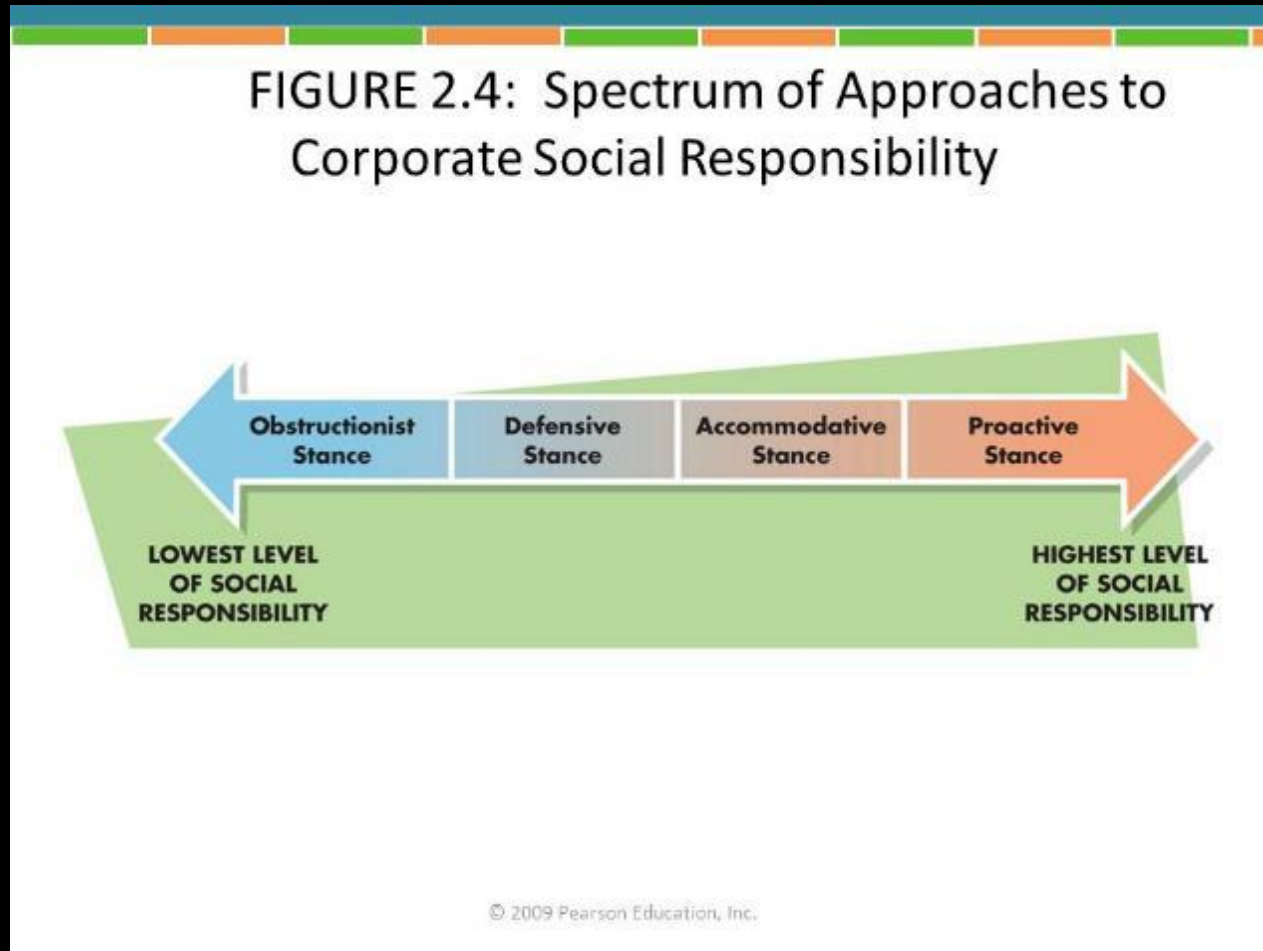 FIGURE 2.4: Spectrum of Approaches to
Corporate Social Responsibility
Obstructionist
Stance
Defensive
Stance
Accommodative
Stance
Proactive
Stance
LOWEST LEVEL
OF SOCIAL
RESPONSIBILITY
HIGHEST LEVEL
OF SOCIAL
RESPONSIBILITY
© 2009 Pearson Education, Inc.